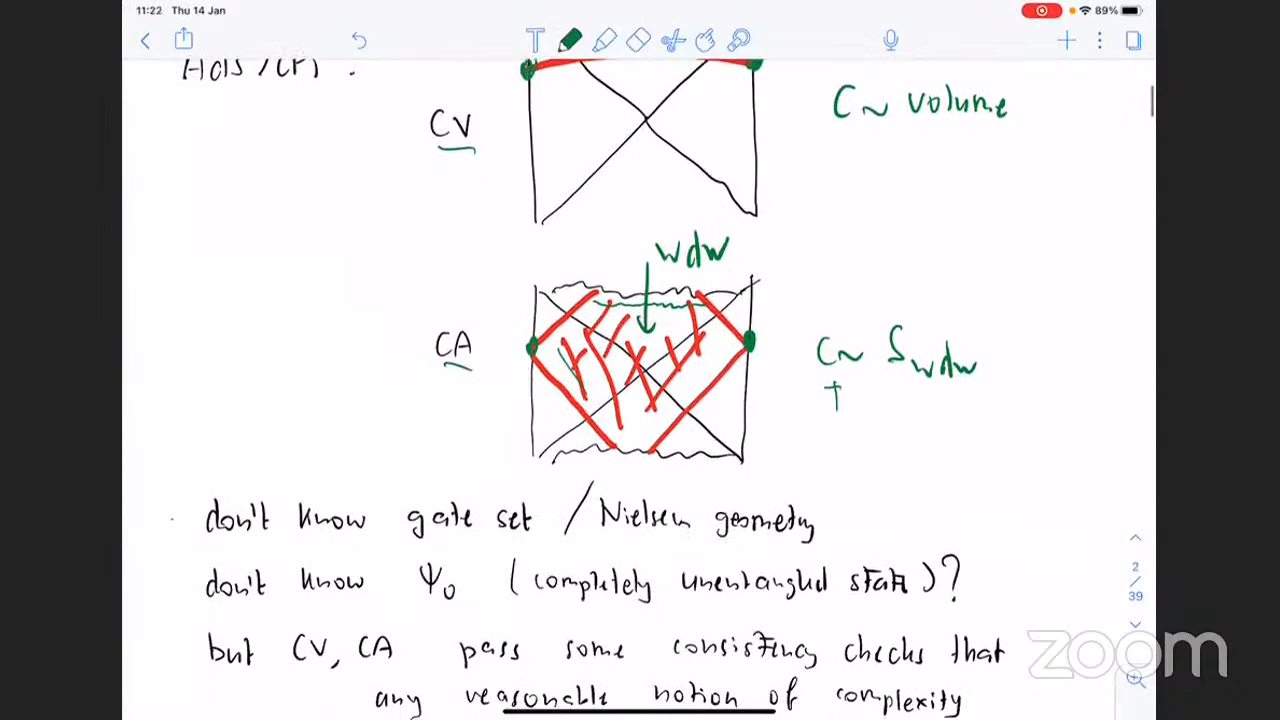 11:22 Thu 14 Jan
89%
T
AdS/CFT :
CV
C ~ volume
WdW
CA
C ~ S_WdW
don't know gate set / Nielsen geometry
don't know Ψ₀ (completely unentangled state)?
but CV, CA pass some consistency checks that
any reasonable notion of complexity
2
/
39
zoom